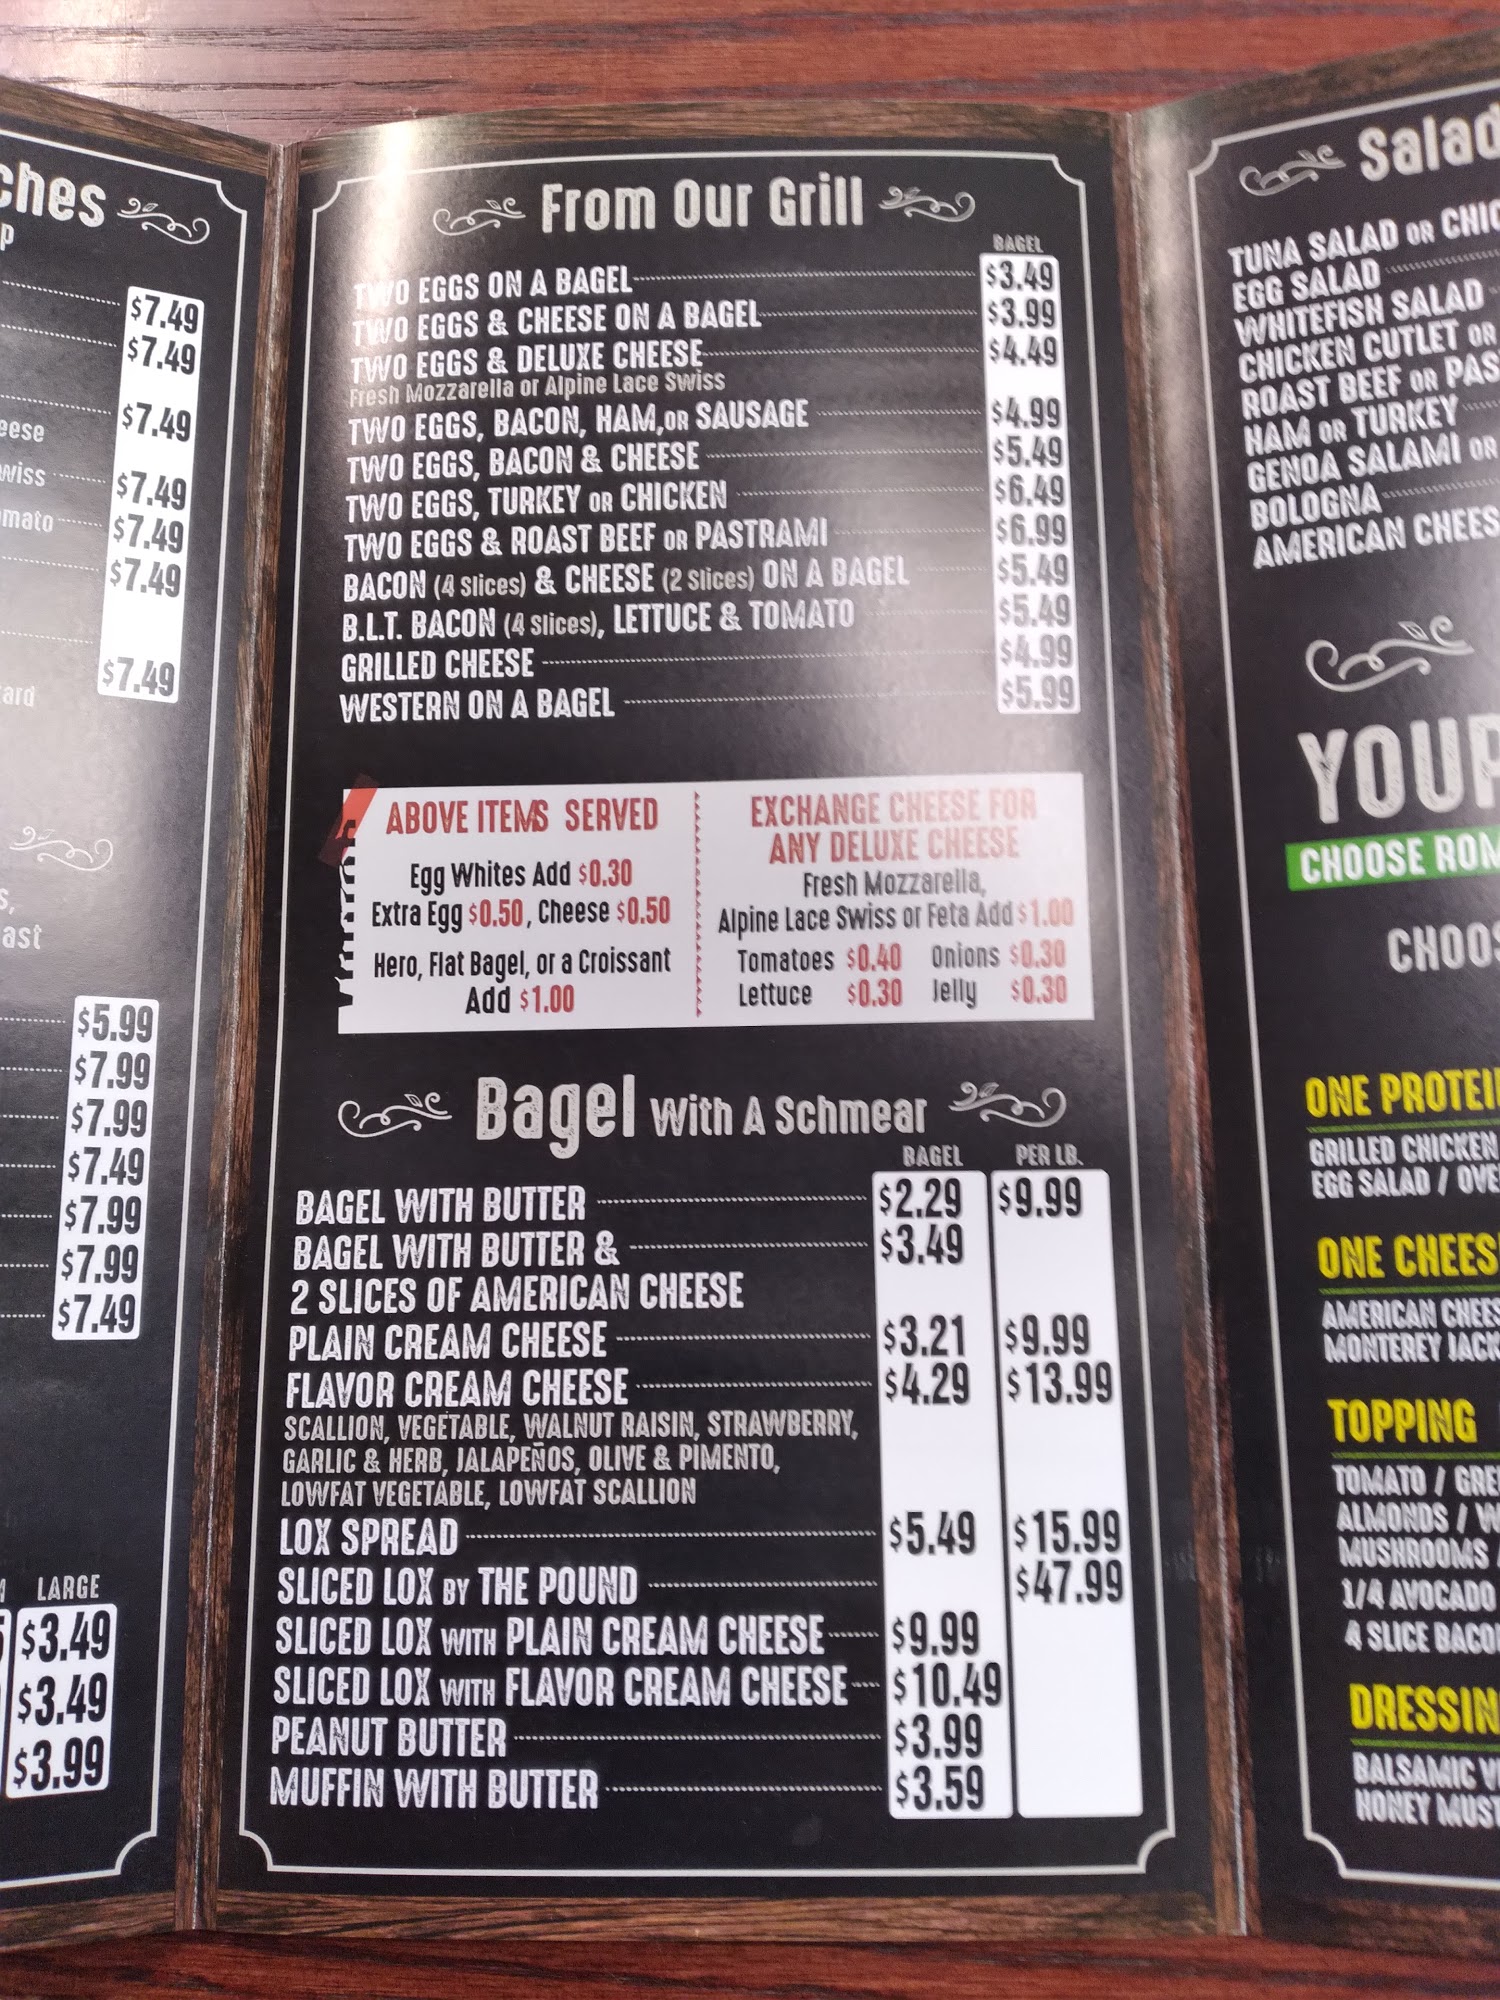 ches
$7.49
$7.49
$7.49
eese
wiss
$7.49
mato
$7.49
$7.49
ard
$7.49
s,
ast
$5.99
$7.99
$7.99
$7.49
$7.99
$7.99
$7.49
LARGE
$3.49
$3.49
$3.99
From Our Grill
BAGEL
TWO EGGS ON A BAGEL $3.49
TWO EGGS & CHEESE ON A BAGEL $3.99
TWO EGGS & DELUXE CHEESE $4.49
Fresh Mozzarella or Alpine Lace Swiss
TWO EGGS, BACON, HAM, OR SAUSAGE $4.99
TWO EGGS, BACON & CHEESE $5.49
TWO EGGS, TURKEY OR CHICKEN $6.49
TWO EGGS & ROAST BEEF OR PASTRAMI $6.99
BACON (4 Slices) & CHEESE (2 Slices) ON A BAGEL $5.49
B.L.T. BACON (4 Slices), LETTUCE & TOMATO $5.49
GRILLED CHEESE $4.99
WESTERN ON A BAGEL $5.99
ABOVE ITEMS SERVED
Egg Whites Add $0.30
Extra Egg $0.50, Cheese $0.50
Hero, Flat Bagel, or a Croissant
Add $1.00
EXCHANGE CHEESE FOR
ANY DELUXE CHEESE
Fresh Mozzarella,
Alpine Lace Swiss or Feta Add $1.00
Tomatoes $0.40 Onions $0.30
Lettuce $0.30 Jelly $0.30
Bagel With A Schmear
BAGEL PER LB.
BAGEL WITH BUTTER $2.29 $9.99
BAGEL WITH BUTTER & $3.49
2 SLICES OF AMERICAN CHEESE
PLAIN CREAM CHEESE $3.21 $9.99
FLAVOR CREAM CHEESE $4.29 $13.99
SCALLION, VEGETABLE, WALNUT RAISIN, STRAWBERRY,
GARLIC & HERB, JALAPEÑOS, OLIVE & PIMENTO,
LOWFAT VEGETABLE, LOWFAT SCALLION
LOX SPREAD $5.49 $15.99
SLICED LOX BY THE POUND $47.99
SLICED LOX WITH PLAIN CREAM CHEESE $9.99
SLICED LOX WITH FLAVOR CREAM CHEESE $10.49
PEANUT BUTTER $3.99
MUFFIN WITH BUTTER $3.59
Salad
TUNA SALAD OR CHIC
EGG SALAD
WHITEFISH SALAD
CHICKEN CUTLET OR
ROAST BEEF OR PAS
HAM OR TURKEY
GENOA SALAMI OR
BOLOGNA
AMERICAN CHEES
YOUR
CHOOSE ROM
CHOOS
ONE PROTEIN
GRILLED CHICKEN
EGG SALAD / OVE
ONE CHEES
AMERICAN CHEES
MONTEREY JACK
TOPPING
TOMATO / GREE
ALMONDS / W
MUSHROOMS /
1/4 AVOCADO
4 SLICE BACO
DRESSIN
BALSAMIC VI
HONEY MUST